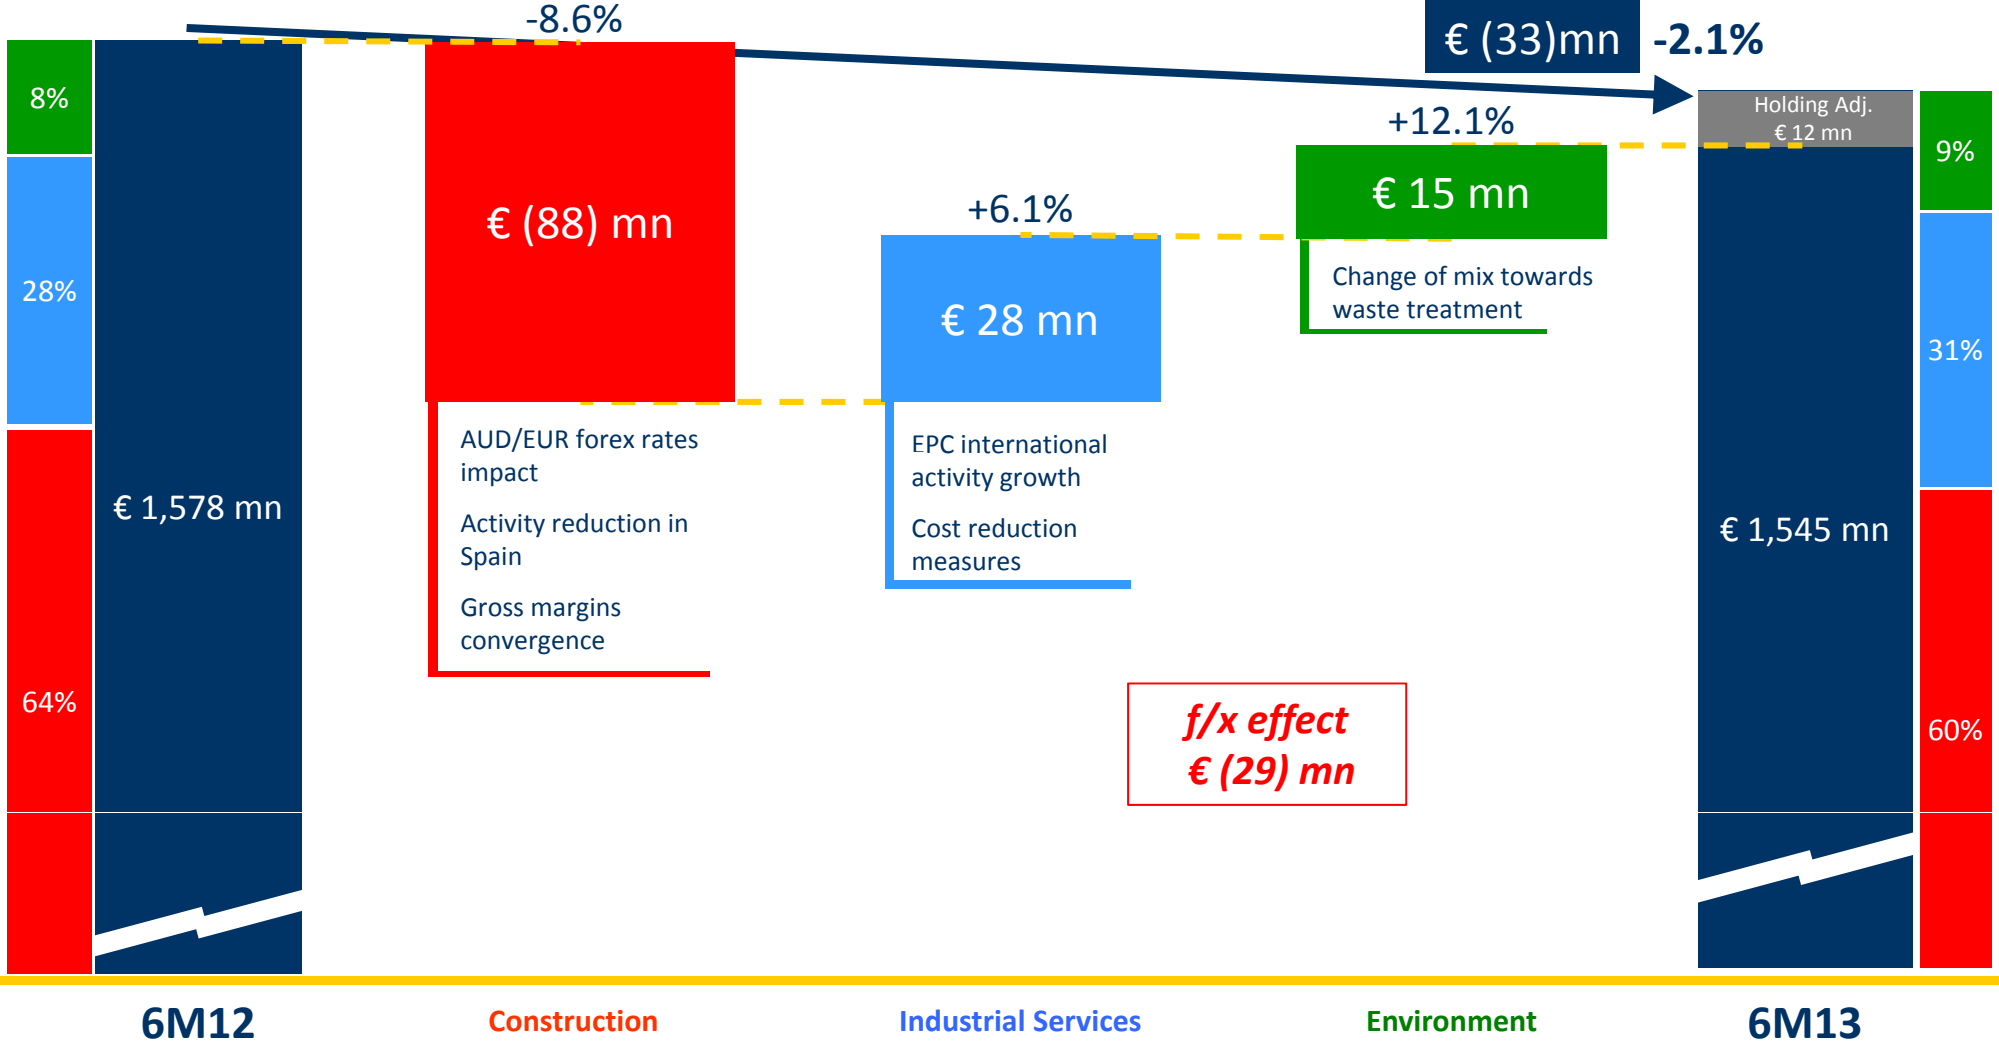 -8.6%
€ (33)mn
-2.1%
8%
Holding Adj.
€ 12 mn
+12.1%
9%
€ 15 mn
+6.1%
€ (88) mn
28%
€ 28 mn
Change of mix towards
waste treatment
31%
AUD/EUR forex rates
impact
Activity reduction in
Spain
Gross margins
convergence
EPC international
activity growth
Cost reduction
measures
€ 1,578 mn
€ 1,545 mn
64%
f/x effect
€ (29) mn
60%
6M12
Construction
Industrial Services
Environment
6M13